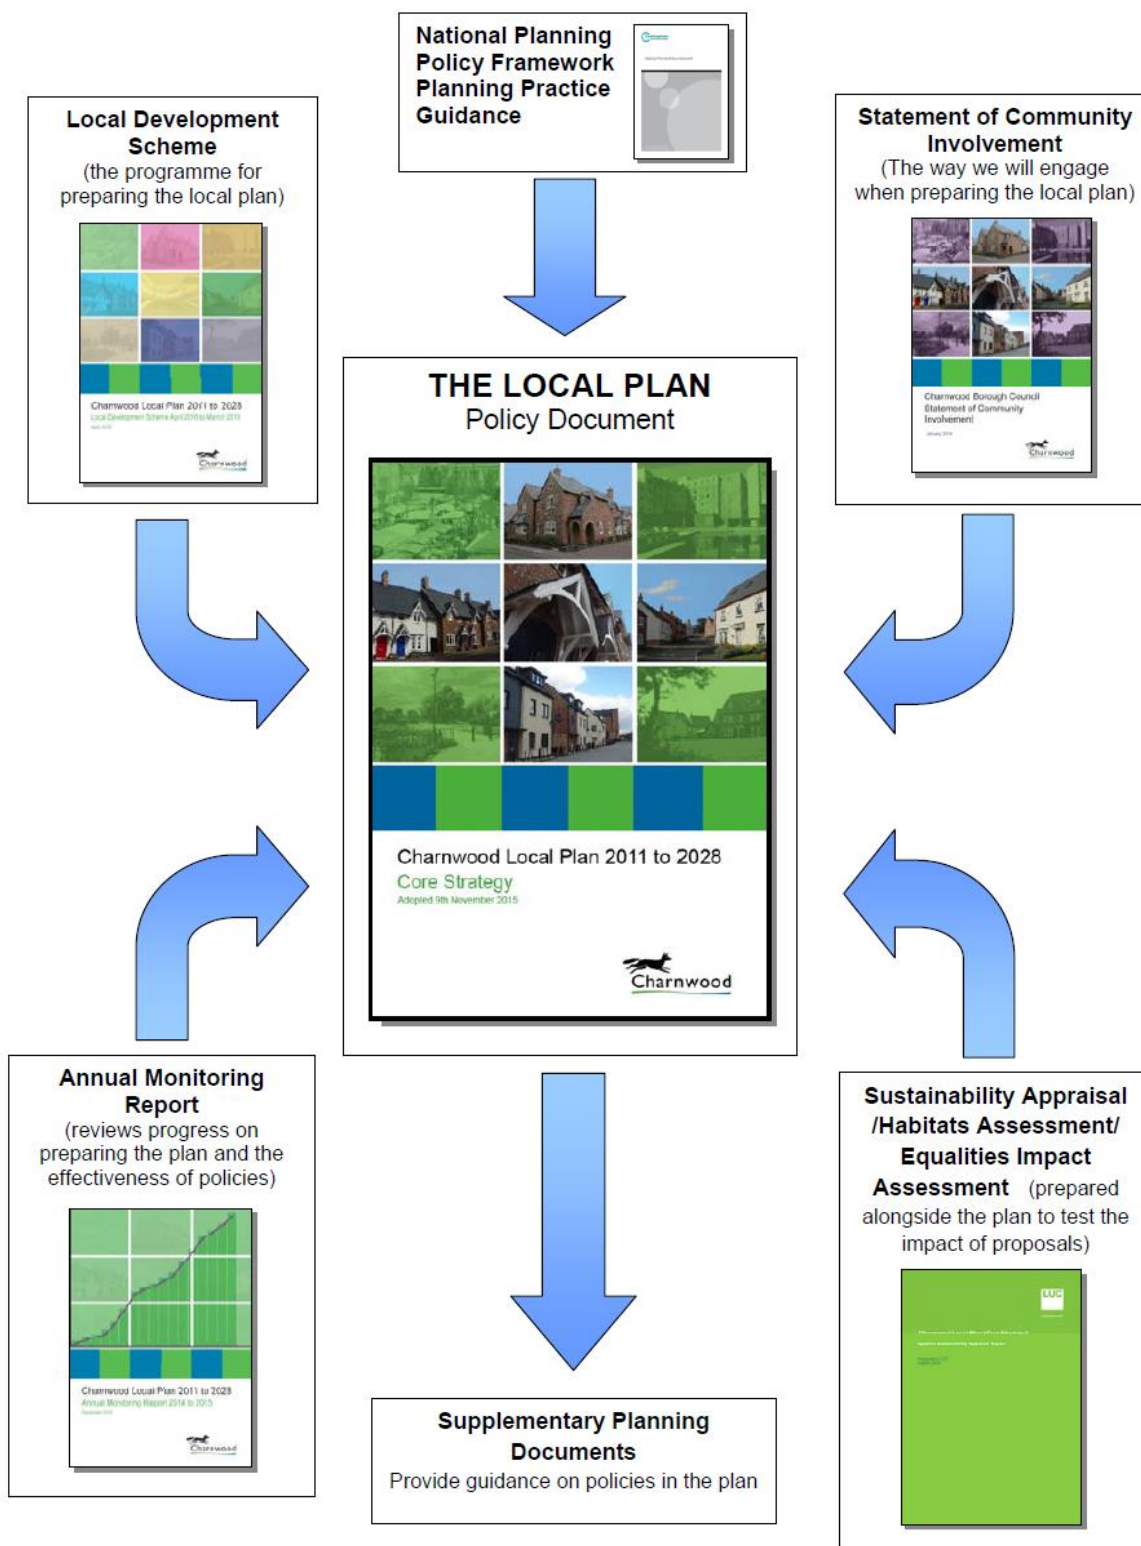 National Planning
Policy Framework
Planning Practice
Guidance
Local Development
Scheme
(the programme for
preparing the local plan)
Charnwood Local Plan 2011 to 2028
Charnwood
Statement of Community
Involvement
(The way we will engage
when preparing the local plan)
Charnwood Borough Council
Statement of Community
Involvement
Charnwood
THE LOCAL PLAN
Policy Document
Charnwood Local Plan 2011 to 2028
Core Strategy
Adopted 9th November 2015
Charnwood
Annual Monitoring
Report
(reviews progress on
preparing the plan and the
effectiveness of policies)
Charnwood Local Plan 2011 to 2028
Annual Monitoring Report 2014 to 2015
Charnwood
Sustainability Appraisal
/Habitats Assessment/
Equalities Impact
Assessment (prepared
alongside the plan to test the
impact of proposals)
LUC
Supplementary Planning
Documents
Provide guidance on policies in the plan